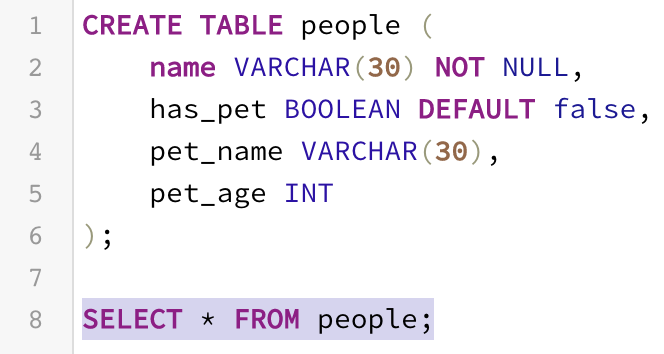 1 CREATE TABLE people (
2     name VARCHAR(30) NOT NULL,
3     has_pet BOOLEAN DEFAULT false,
4     pet_name VARCHAR(30),
5     pet_age INT
6 );
7
8 SELECT * FROM people;